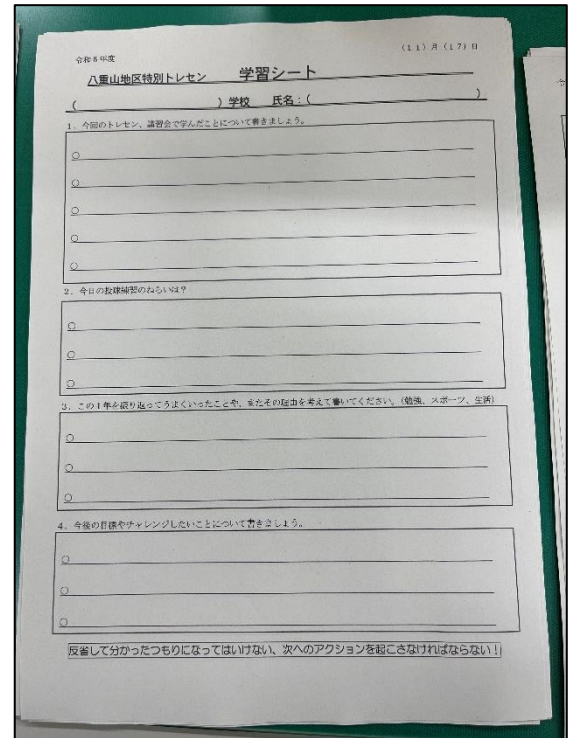 令和5年度
(11)月(17)日
八重山地区特別トレセン 学習シート
( )学校 氏名:( )
1. 今回のトレセン、講習会で学んだことについて書きましょう。
○
○
○
○
○
2. 今日の投球練習のねらいは?
○
○
○
3. この1年を振り返ってうまくいったことや、またその理由を考えて書いてください。(勉強、スポーツ、生活)
○
○
○
4. 今後の目標やチャレンジしたいことについて書きましょう。
○
○
○
反省して分かったつもりになってはいけない、次へのアクションを起こさなければならない!